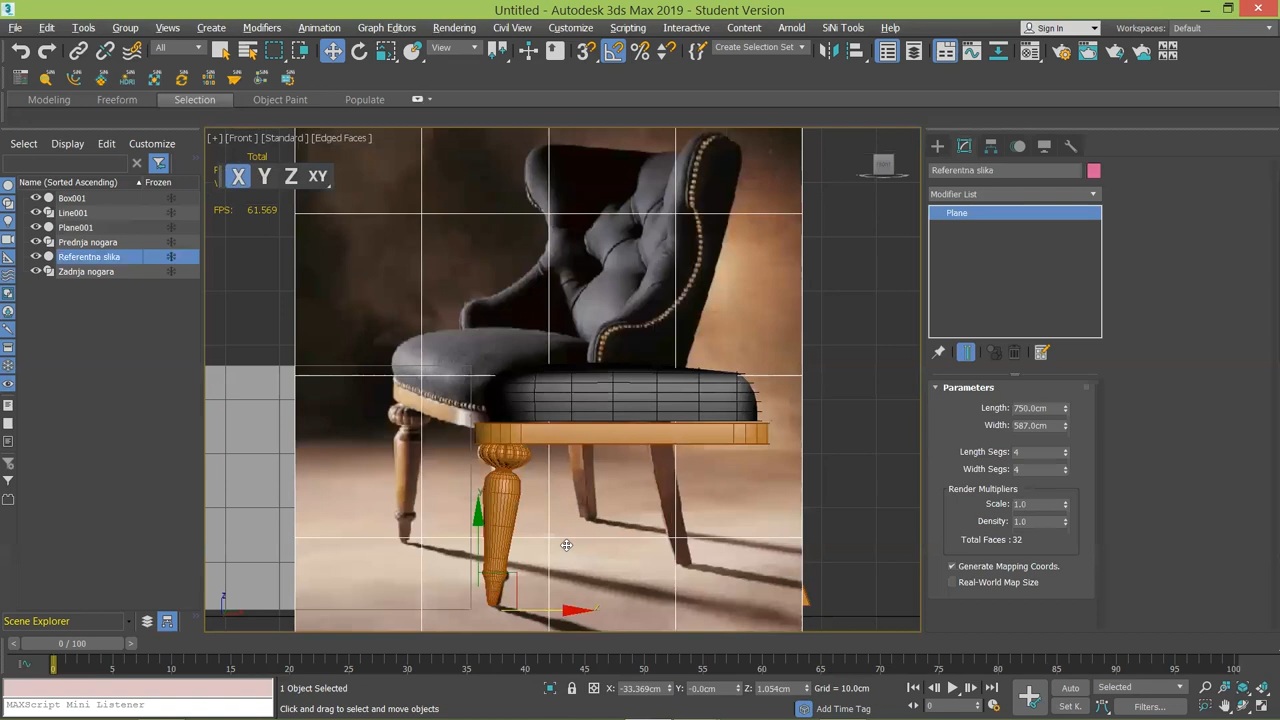 Untitled - Autodesk 3ds Max 2019 - Student Version
File Edit Tools Group Views Create Modifiers Animation Graph Editors Rendering Civil View Customize Scripting Interactive Content Arnold SiNi Tools Help
Sign In Workspaces: Default
All View Create Selection Set
Modeling Freeform Selection Object Paint Populate
Select Display Edit Customize
Name (Sorted Ascending) ▲ Frozen
Box001
Line001
Plane001
Prednja nogara
Referentna slika
Zadnja nogara
[+] [Front] [Standard] [Edged Faces]
Total
X Y Z XY
FPS: 61.569
FRONT
Referentna slika
Modifier List
Plane
Parameters
Length: 750.0cm
Width: 587.0cm
Length Segs: 4
Width Segs: 4
Render Multipliers
Scale: 1.0
Density: 1.0
Total Faces : 32
Generate Mapping Coords.
Real-World Map Size
Scene Explorer
< 0 / 100 >
0 5 10 15 20 25 30 35 40 45 50 55 60 65 70 75 80 85 90 95 100
1 Object Selected X: -33.369cm Y: -0.0cm Z: 1.054cm Grid = 10.0cm
Auto Selected
MAXScript Mini Listener
Click and drag to select and move objects
Add Time Tag
Set K.
Filters...
0